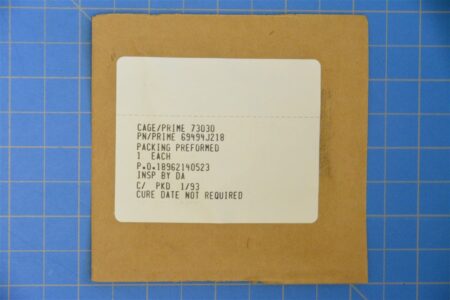 CAGE/PRIME 73030
PN/PRIME 69494J218
PACKING PREFORMED
1 EACH
P.O.18962140523
INSP BY DA
C/ PKD 1/93
CURE DATE NOT REQUIRED